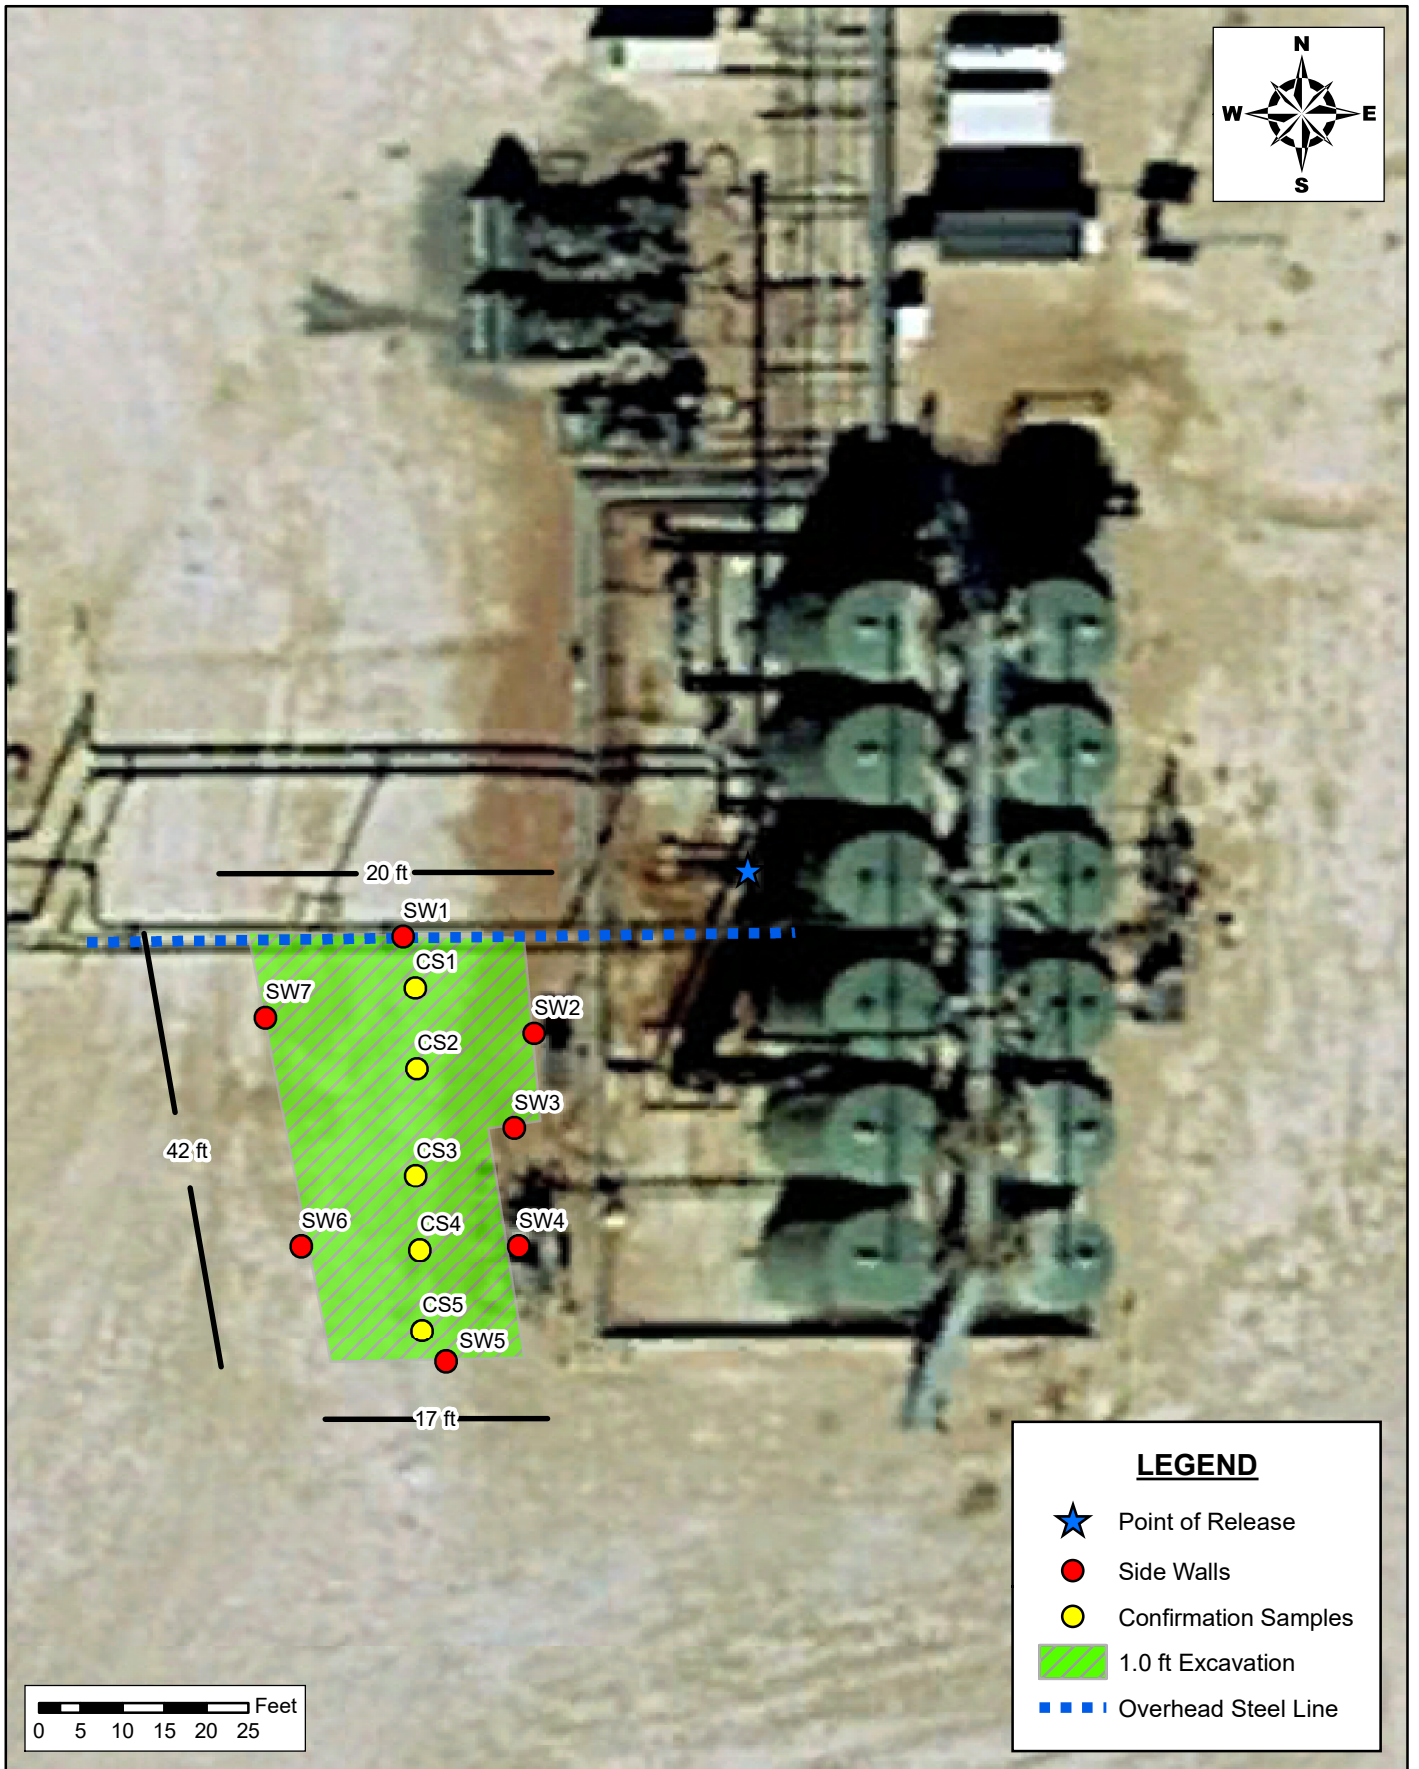 N
W E
S
20 ft
SW1
CS1
SW7
SW2
CS2
SW3
42 ft
CS3
SW6
CS4
SW4
CS5
SW5
17 ft
LEGEND
Point of Release
Side Walls
Confirmation Samples
1.0 ft Excavation
Overhead Steel Line
Feet
0 5 10 15 20 25